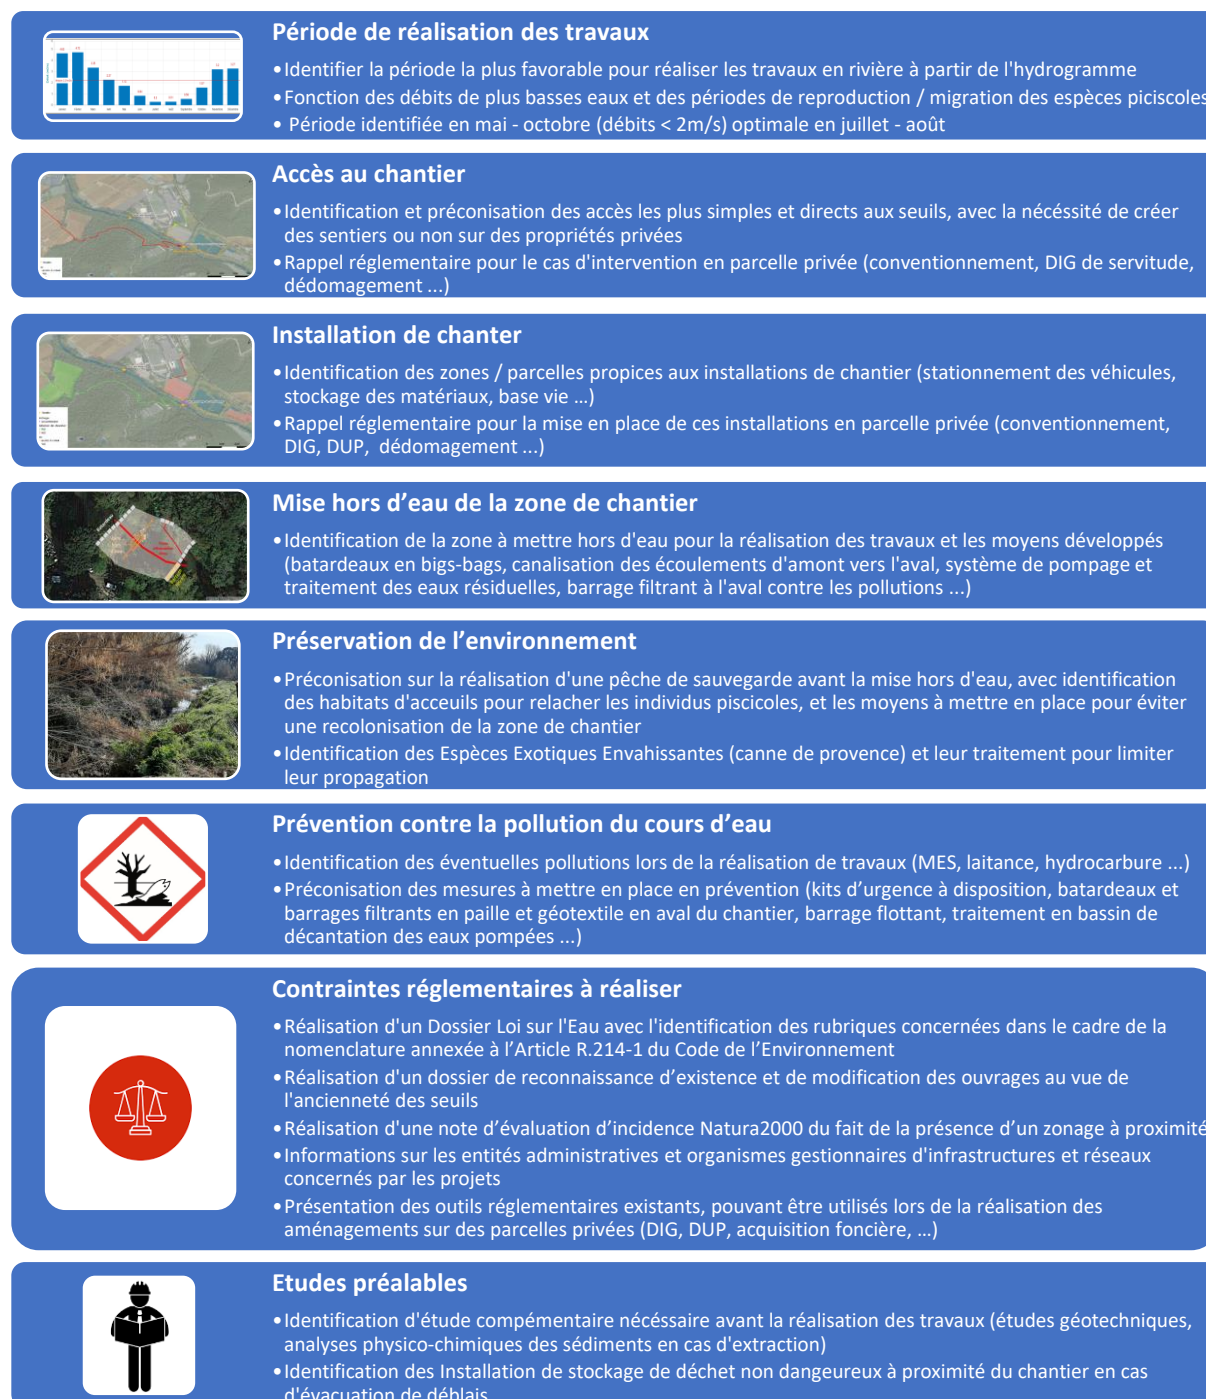 Période de réalisation des travaux
•Identifier la période la plus favorable pour réaliser les travaux en rivière à partir de l'hydrogramme
•Fonction des débits de plus basses eaux et des périodes de reproduction / migration des espèces piciscoles
• Période identifiée en mai - octobre (débits < 2m/s) optimale en juillet - août
Accès au chantier
•Identification et préconisation des accès les plus simples et directs aux seuils, avec la nécéssité de créer
des sentiers ou non sur des propriétés privées
•Rappel réglementaire pour le cas d'intervention en parcelle privée (conventionnement, DIG de servitude,
dédomagement ...)
Installation de chanter
•Identification des zones / parcelles propices aux installations de chantier (stationnement des véhicules,
stockage des matériaux, base vie …)
•Rappel réglementaire pour la mise en place de ces installations en parcelle privée (conventionnement,
DIG, DUP, dédomagement ...)
Mise hors d’eau de la zone de chantier
•Identification de la zone à mettre hors d'eau pour la réalisation des travaux et les moyens développés
(batardeaux en bigs-bags, canalisation des écoulements d'amont vers l'aval, système de pompage et
traitement des eaux résiduelles, barrage filtrant à l'aval contre les pollutions ...)
Préservation de l’environnement
•Préconisation sur la réalisation d'une pêche de sauvegarde avant la mise hors d'eau, avec identification
des habitats d'acceuils pour relacher les individus piscicoles, et les moyens à mettre en place pour éviter
une recolonisation de la zone de chantier
•Identification des Espèces Exotiques Envahissantes (canne de provence) et leur traitement pour limiter
leur propagation
Prévention contre la pollution du cours d’eau
•Identification des éventuelles pollutions lors de la réalisation de travaux (MES, laitance, hydrocarbure ...)
•Préconisation des mesures à mettre en place en prévention (kits d’urgence à disposition, batardeaux et
barrages filtrants en paille et géotextile en aval du chantier, barrage flottant, traitement en bassin de
décantation des eaux pompées ...)
Contraintes réglementaires à réaliser
•Réalisation d'un Dossier Loi sur l'Eau avec l'identification des rubriques concernées dans le cadre de la
nomenclature annexée à l’Article R.214-1 du Code de l’Environnement
•Réalisation d'un dossier de reconnaissance d’existence et de modification des ouvrages au vue de
l'ancienneté des seuils
•Réalisation d'une note d’évaluation d’incidence Natura2000 du fait de la présence d’un zonage à proximité
•Informations sur les entités administratives et organismes gestionnaires d'infrastructures et réseaux
concernés par les projets
•Présentation des outils réglementaires existants, pouvant être utilisés lors de la réalisation des
aménagements sur des parcelles privées (DIG, DUP, acquisition foncière, …)
Etudes préalables
•Identification d'étude compémentaire nécéssaire avant la réalisation des travaux (études géotechniques,
analyses physico-chimiques des sédiments en cas d'extraction)
•Identification des Installation de stockage de déchet non dangeureux à proximité du chantier en cas
d'évacuation de déblais